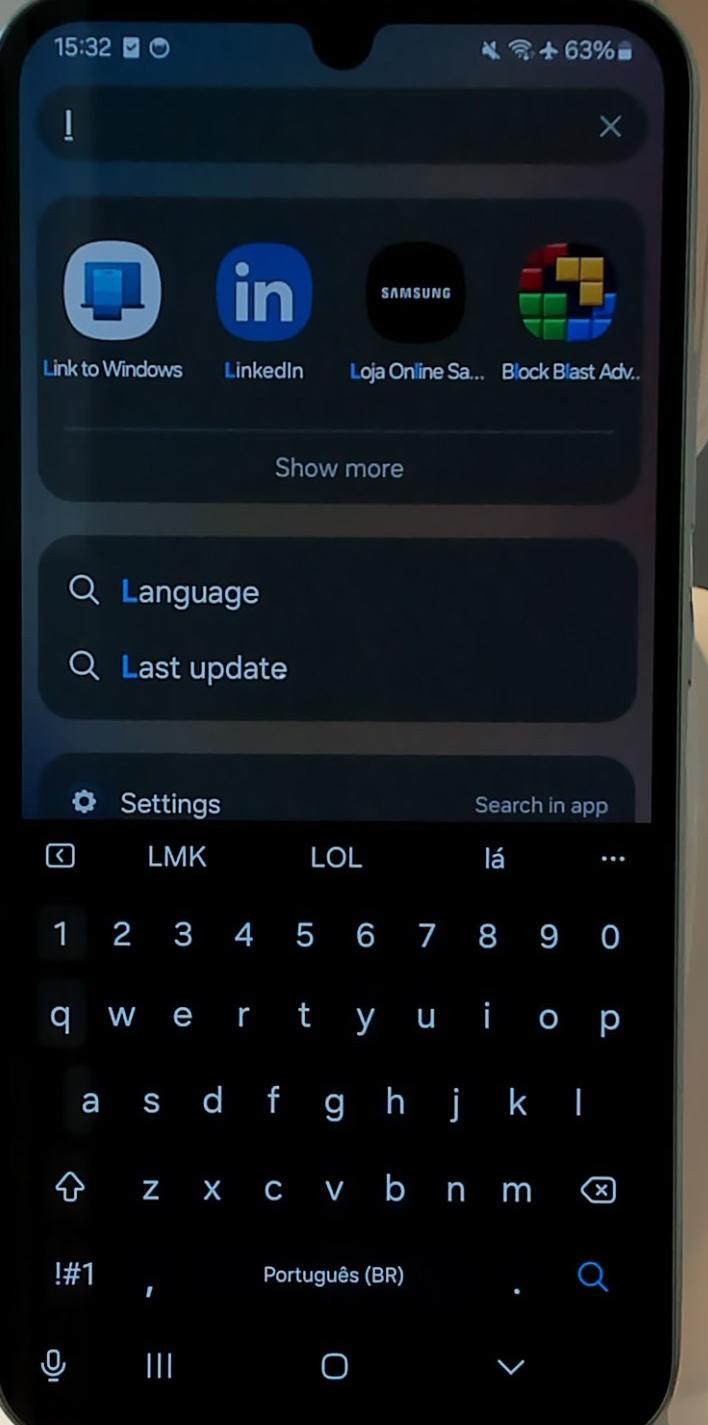 15:32 63%
l
in SAMSUNG
Link to Windows LinkedIn Loja Online Sa... Block Blast Adv..
Show more
Language
Last update
Settings Search in app
LMK LOL lá ...
1 2 3 4 5 6 7 8 9 0
q w e r t y u i o p
a s d f g h j k l
z x c v b n m
!#1 , Português (BR) .